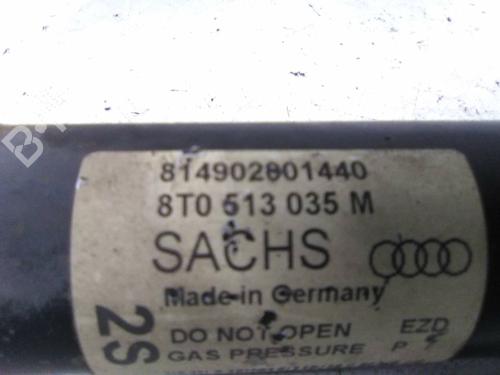 814902001440
8T0 513 035 M
SACHS
Made in Germany
2S
DO NOT OPEN
EZD
GAS PRESSURE
P